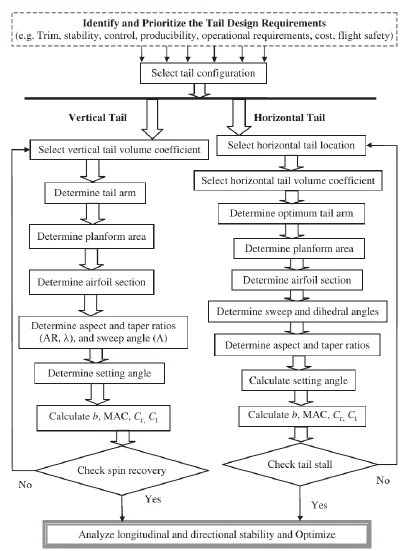 Identify and Prioritize the Tail Design Requirements
(e.g. Trim, stability, control, producibility, operational requirements, cost, flight safety)
Select tail configuration
Vertical Tail
Select vertical tail volume coefficient
Determine tail arm
Determine planform area
Determine airfoil section
Determine aspect and taper ratios
(AR, λ), and sweep angle (Λ)
Determine setting angle
Calculate b, MAC, Cr, Ct
Check spin recovery
No
Yes
Horizontal Tail
Select horizontal tail location
Select horizontal tail volume coefficient
Determine optimum tail arm
Determine planform area
Determine airfoil section
Determine sweep and dihedral angles
Determine aspect and taper ratios
Calculate setting angle
Calculate b, MAC, Cr, Ct
Check tail stall
No
Yes
Analyze longitudinal and directional stability and Optimize